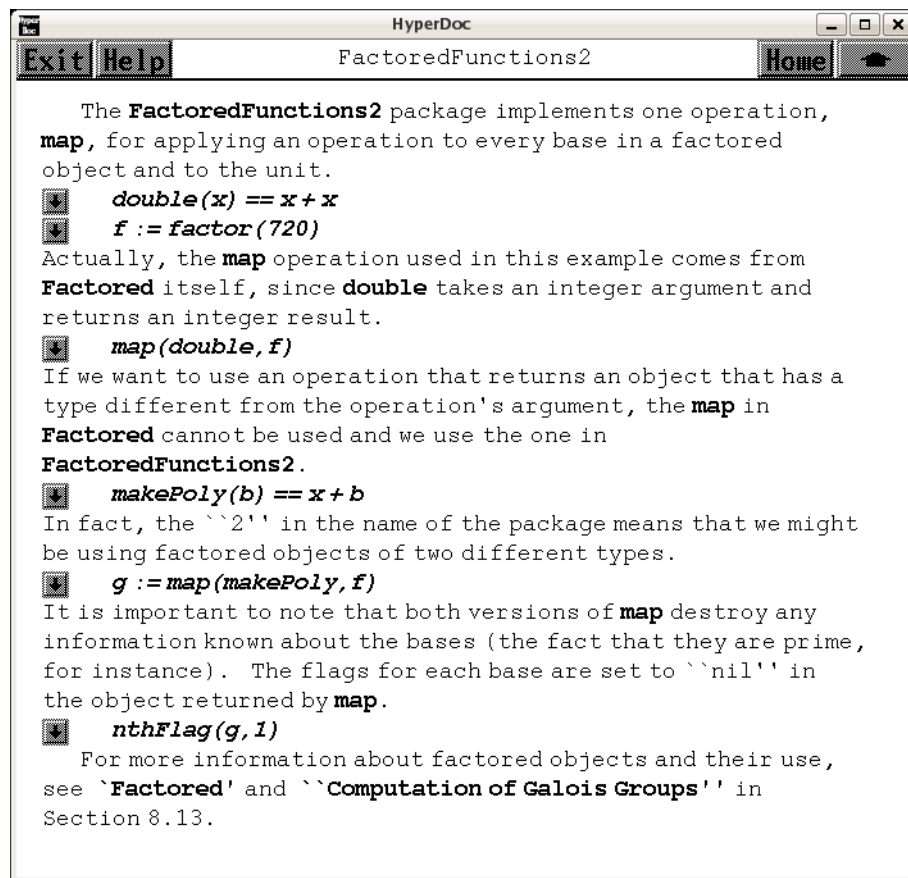 Hyper Doc
HyperDoc
Exit Help
FactoredFunctions2
Home
The FactoredFunctions2 package implements one operation,
map, for applying an operation to every base in a factored
object and to the unit.
double(x) == x + x
f := factor(720)
Actually, the map operation used in this example comes from
Factored itself, since double takes an integer argument and
returns an integer result.
map(double,f)
If we want to use an operation that returns an object that has a
type different from the operation's argument, the map in
Factored cannot be used and we use the one in
FactoredFunctions2.
makePoly(b) == x + b
In fact, the ``2'' in the name of the package means that we might
be using factored objects of two different types.
g := map(makePoly,f)
It is important to note that both versions of map destroy any
information known about the bases (the fact that they are prime,
for instance).  The flags for each base are set to ``nil'' in
the object returned by map.
nthFlag(g,1)
For more information about factored objects and their use,
see `Factored' and ``Computation of Galois Groups'' in
Section 8.13.